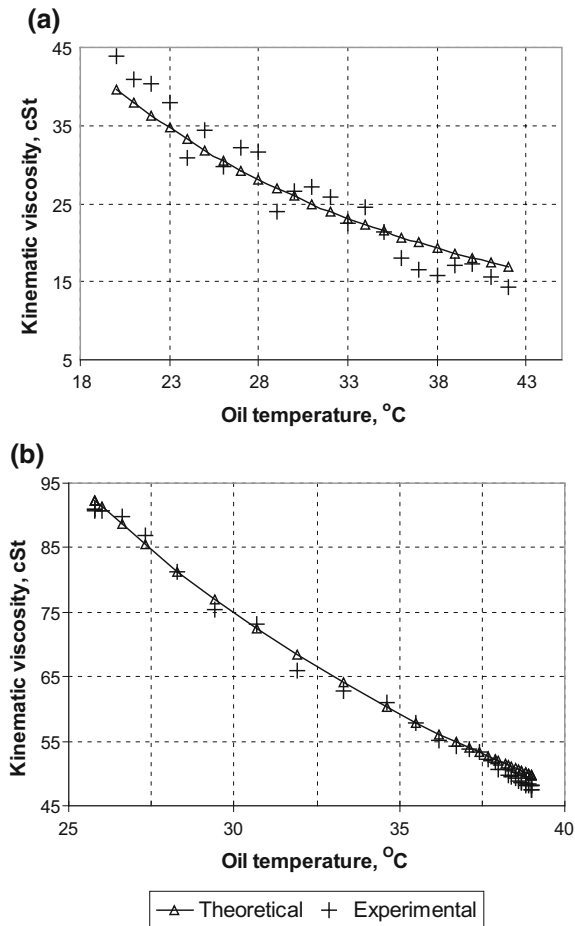 (a)
45
35
25
15
5
Kinematic viscosity, cSt
18 23 28 33 38 43
Oil temperature, °C
(b)
95
85
75
65
55
45
Kinematic viscosity, cSt
25 30 35 40
Oil temperature, °C
Theoretical Experimental